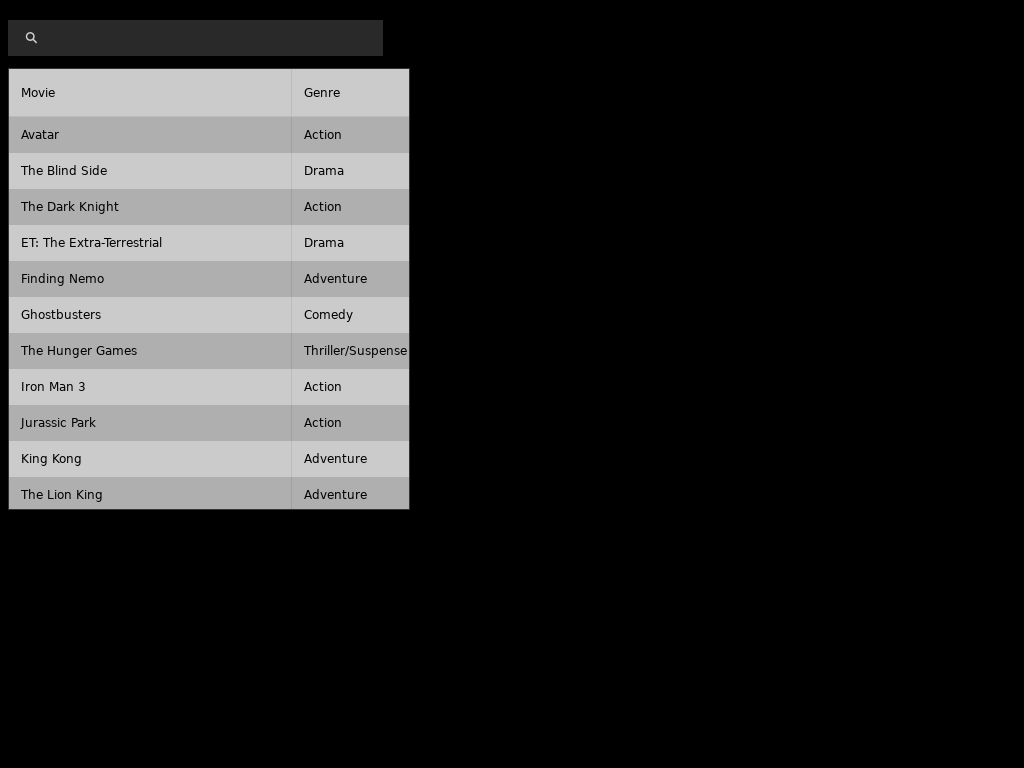 Movie Genre
Avatar Action
The Blind Side Drama
The Dark Knight Action
ET: The Extra-Terrestrial Drama
Finding Nemo Adventure
Ghostbusters Comedy
The Hunger Games Thriller/Suspense
Iron Man 3 Action
Jurassic Park Action
King Kong Adventure
The Lion King Adventure